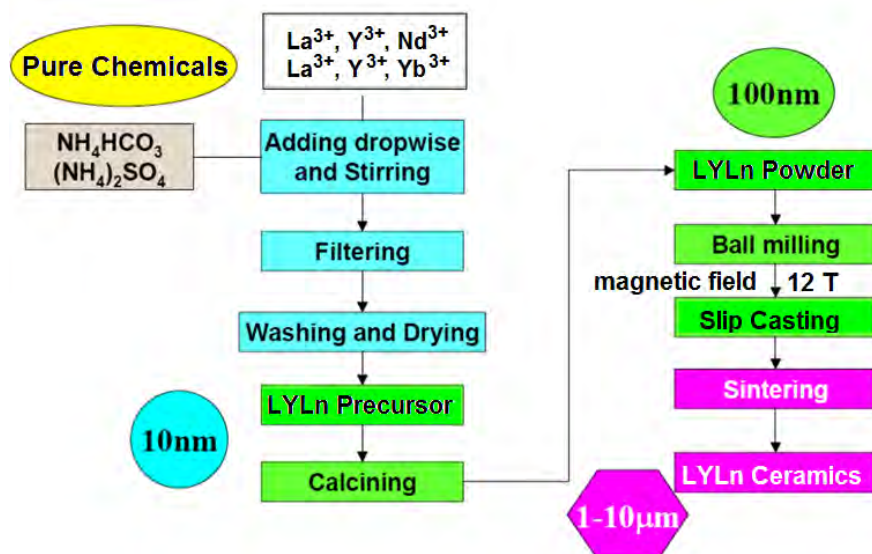 Pure Chemicals
La³⁺, Y³⁺, Nd³⁺
La³⁺, Y³⁺, Yb³⁺
NH₄HCO₃
(NH₄)₂SO₄
Adding dropwise
and Stirring
Filtering
Washing and Drying
LYLn Precursor
10nm
Calcining
100nm
LYLn Powder
Ball milling
magnetic field 12 T
Slip Casting
Sintering
LYLn Ceramics
1-10μm